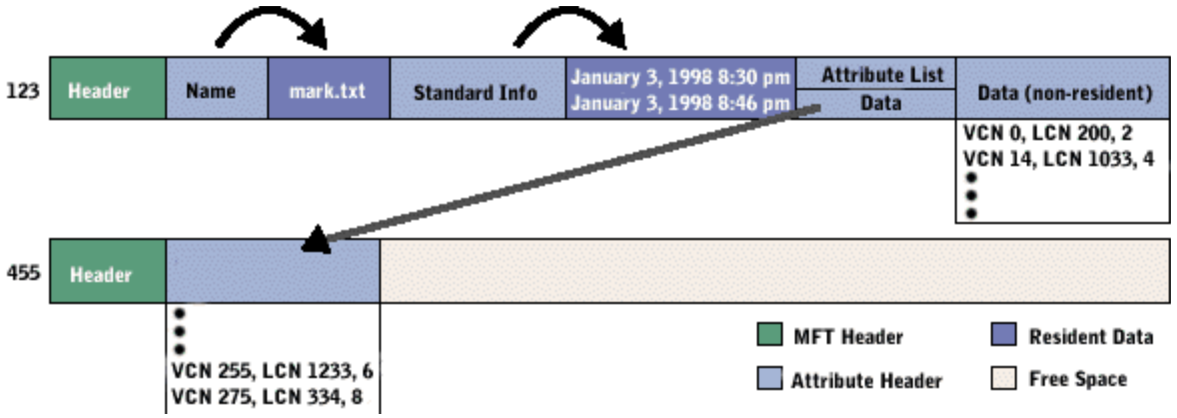 123
Header
Name
mark.txt
Standard Info
January 3, 1998 8:30 pm
January 3, 1998 8:46 pm
Attribute List
Data
Data (non-resident)
VCN 0, LCN 200, 2
VCN 14, LCN 1033, 4
455
Header
VCN 255, LCN 1233, 6
VCN 275, LCN 334, 8
MFT Header
Resident Data
Attribute Header
Free Space